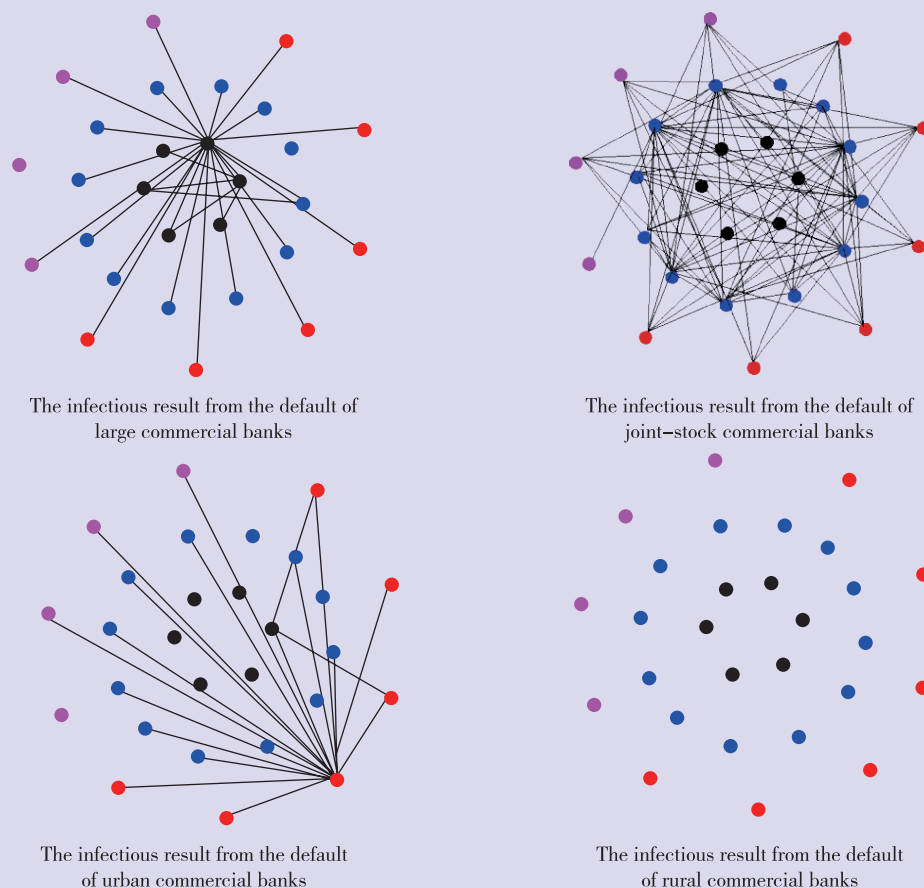 The infectious result from the default of
large commercial banks
The infectious result from the default of
joint-stock commercial banks
The infectious result from the default
of urban commercial banks
The infectious result from the default
of rural commercial banks